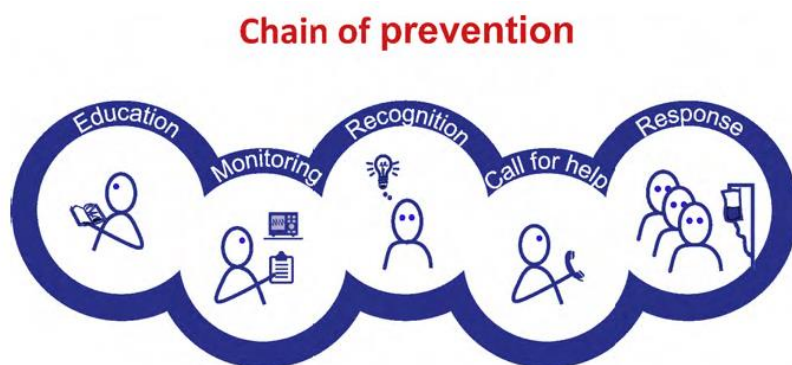 Chain of prevention
Education
Monitoring
Recognition
Call for help
Response